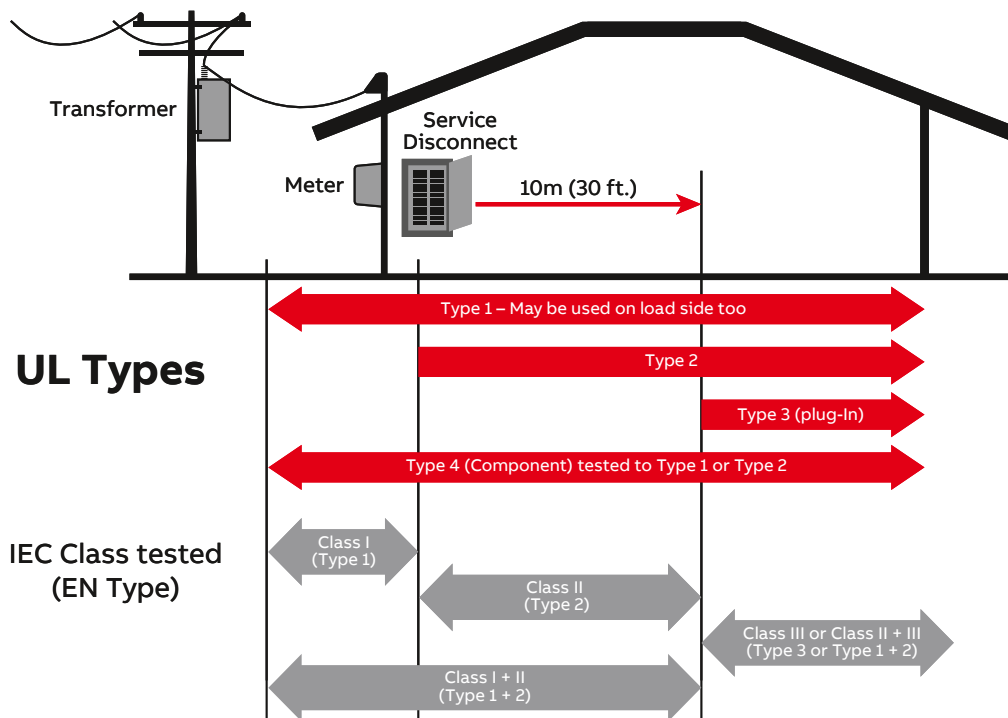 Transformer
Service
Disconnect
Meter
10m (30 ft.)
Type 1 – May be used on load side too
UL Types
Type 2
Type 3 (plug-In)
Type 4 (Component) tested to Type 1 or Type 2
IEC Class tested
(EN Type)
Class I
(Type 1)
Class II
(Type 2)
Class III or Class II + III
(Type 3 or Type 1 + 2)
Class I + II
(Type 1 + 2)